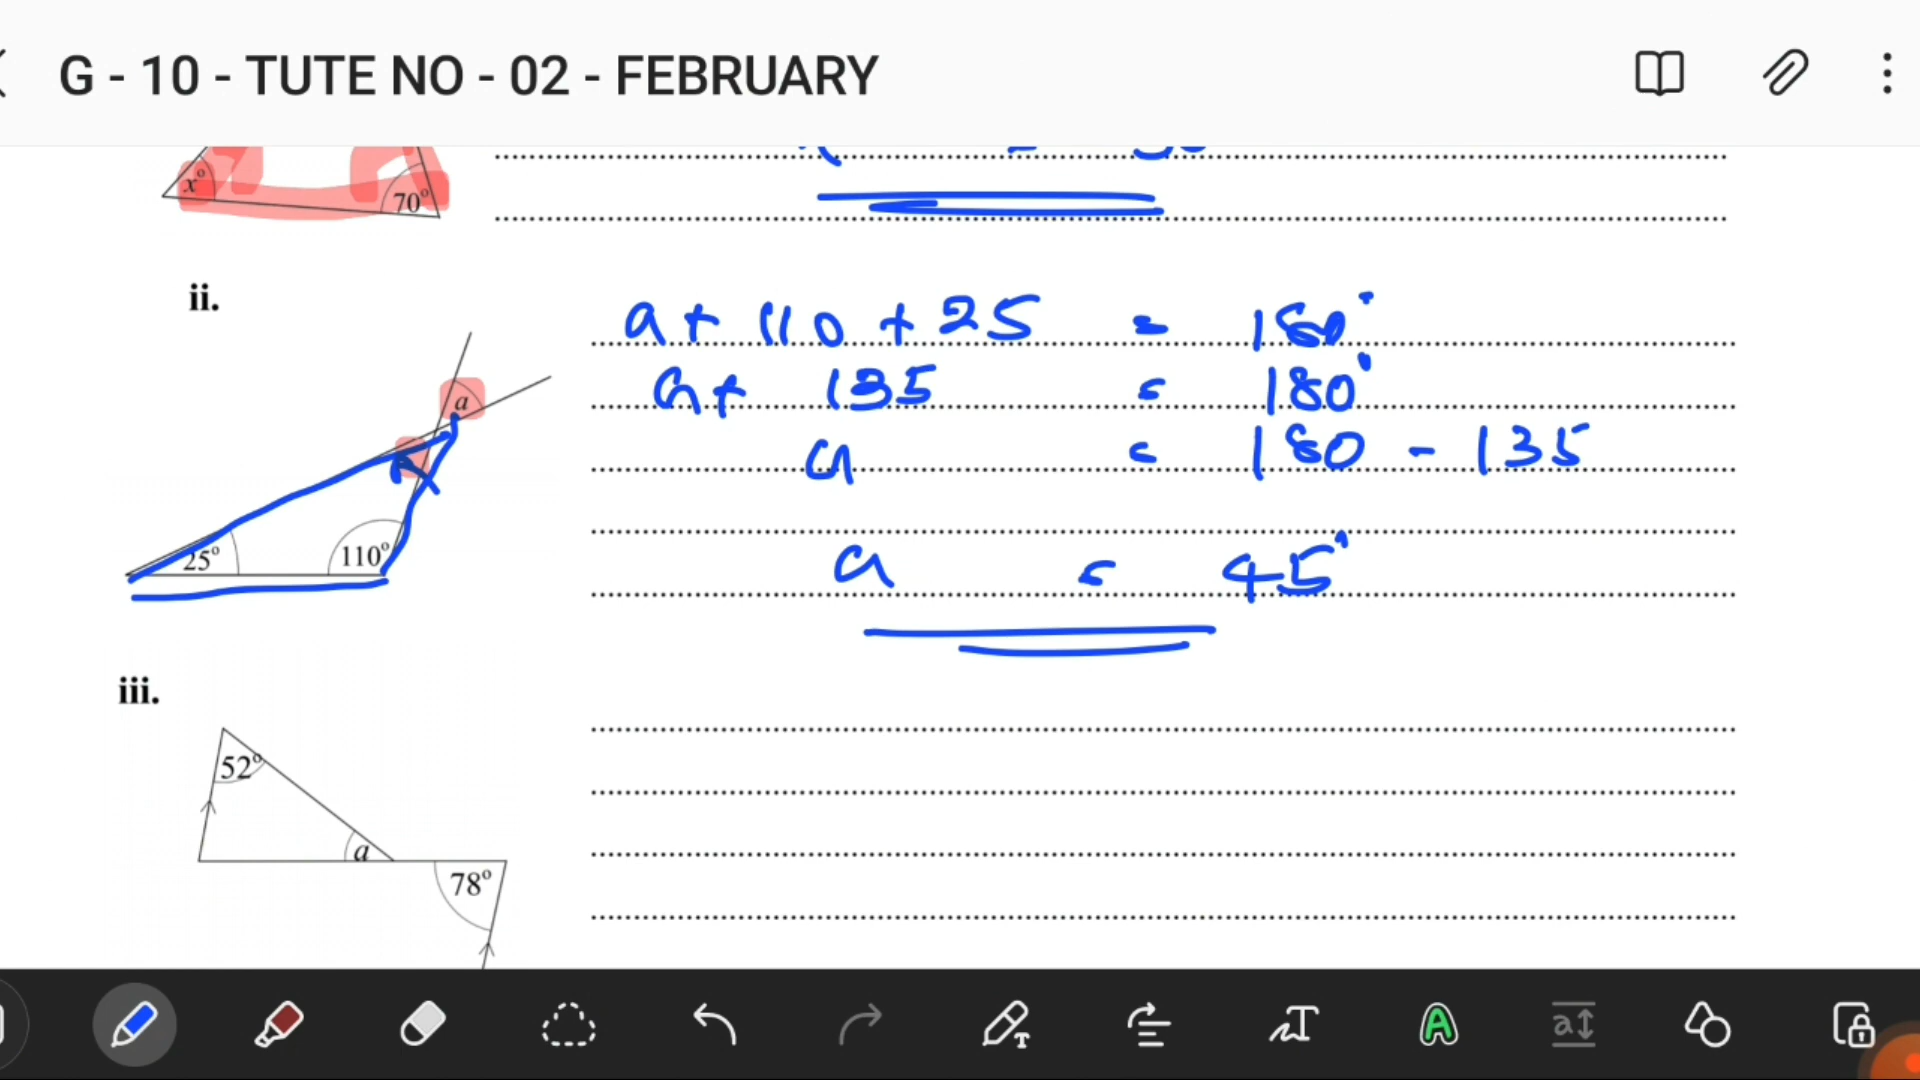 G - 10 - TUTE NO - 02 - FEBRUARY
x°
70°
ii.
a + 110 + 25 = 180°
a + 135 = 180°
a = 180 - 135
a = 45°
a
25°
110°
iii.
52°
a
78°